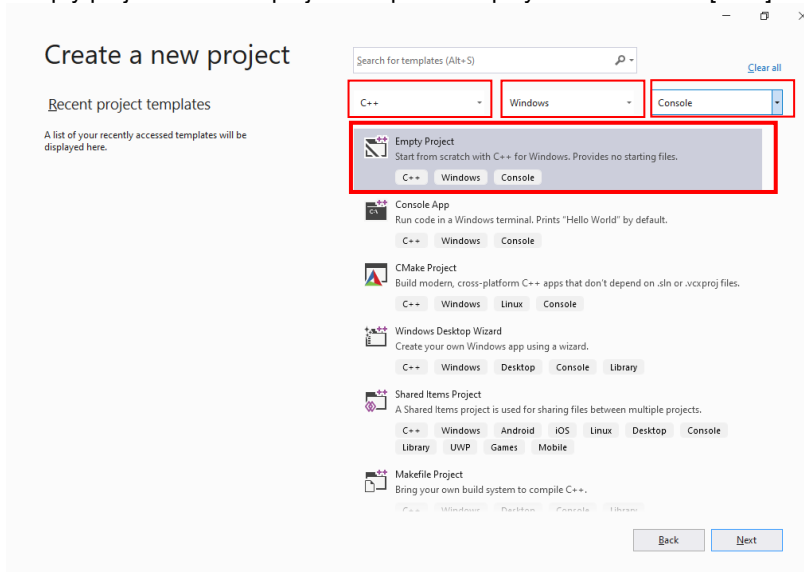 Create a new project
Search for templates (Alt+S)
Clear all
Recent project templates
C++
Windows
Console
A list of your recently accessed templates will be
displayed here.
Empty Project
Start from scratch with C++ for Windows. Provides no starting files.
C++ Windows Console
Console App
Run code in a Windows terminal. Prints "Hello World" by default.
C++ Windows Console
CMake Project
Build modern, cross-platform C++ apps that don't depend on .sln or .vcxproj files.
C++ Windows Linux Console
Windows Desktop Wizard
Create your own Windows app using a wizard.
C++ Windows Desktop Console Library
Shared Items Project
A Shared Items project is used for sharing files between multiple projects.
C++ Windows Android iOS Linux Desktop Console
Library UWP Games Mobile
Makefile Project
Bring your own build system to compile C++.
C++ Windows Desktop Console Library
Back Next